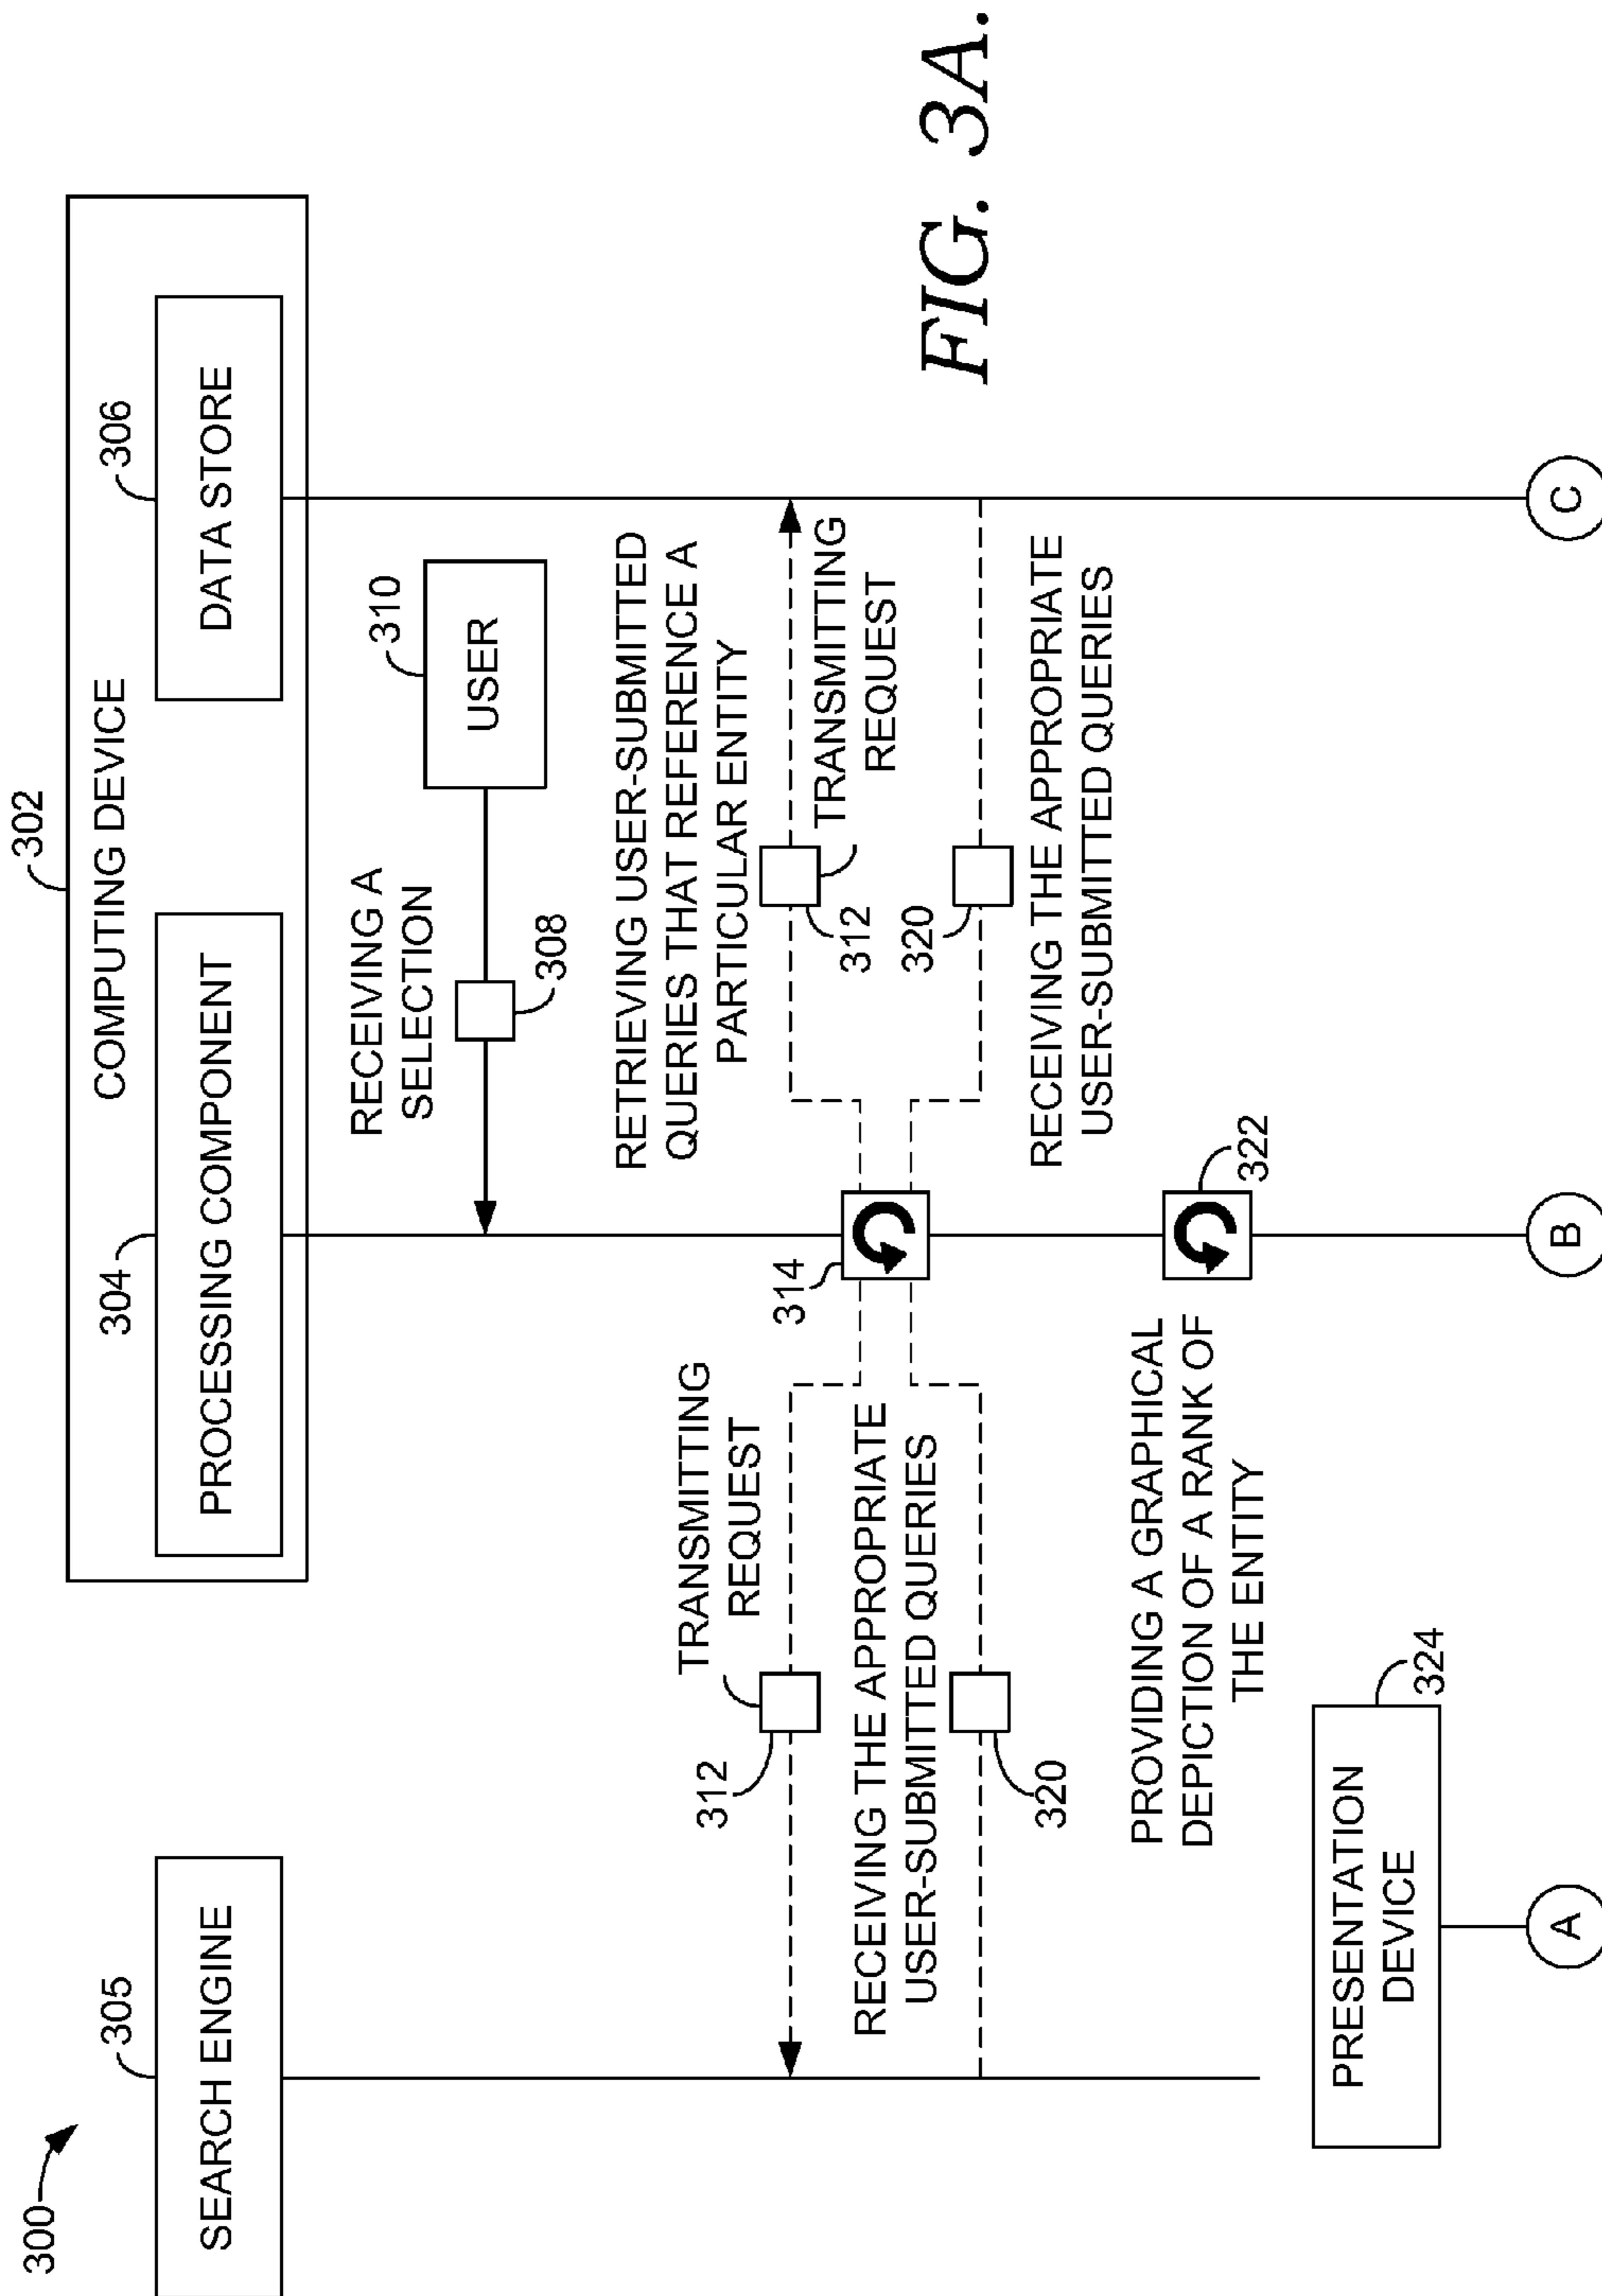 300
302
COMPUTING DEVICE
305
SEARCH ENGINE
304
PROCESSING COMPONENT
306
DATA STORE
RECEIVING A
SELECTION
308
310
USER
RETRIEVING USER-SUBMITTED
QUERIES THAT REFERENCE A
PARTICULAR ENTITY
TRANSMITTING
REQUEST
312
314
312
TRANSMITTING
REQUEST
RECEIVING THE APPROPRIATE
USER-SUBMITTED QUERIES
320
320
RECEIVING THE APPROPRIATE
USER-SUBMITTED QUERIES
PROVIDING A GRAPHICAL
DEPICTION OF A RANK OF
THE ENTITY
322
324
PRESENTATION
DEVICE
A
B
C
FIG. 3A.